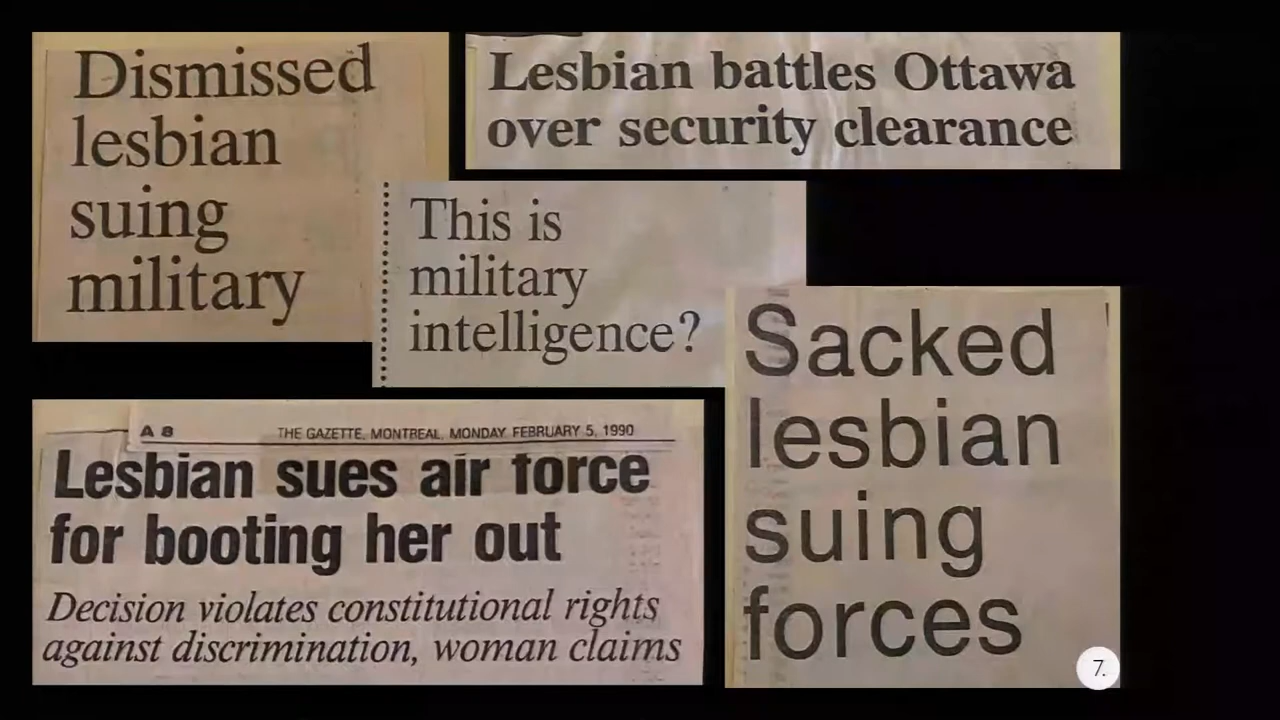 Dismissed
lesbian
suing
military
Lesbian battles Ottawa
over security clearance
This is
military
intelligence?
A 8 THE GAZETTE, MONTREAL, MONDAY, FEBRUARY 5, 1990
Lesbian sues air force
for booting her out
Decision violates constitutional rights
against discrimination, woman claims
Sacked
lesbian
suing
forces
7.